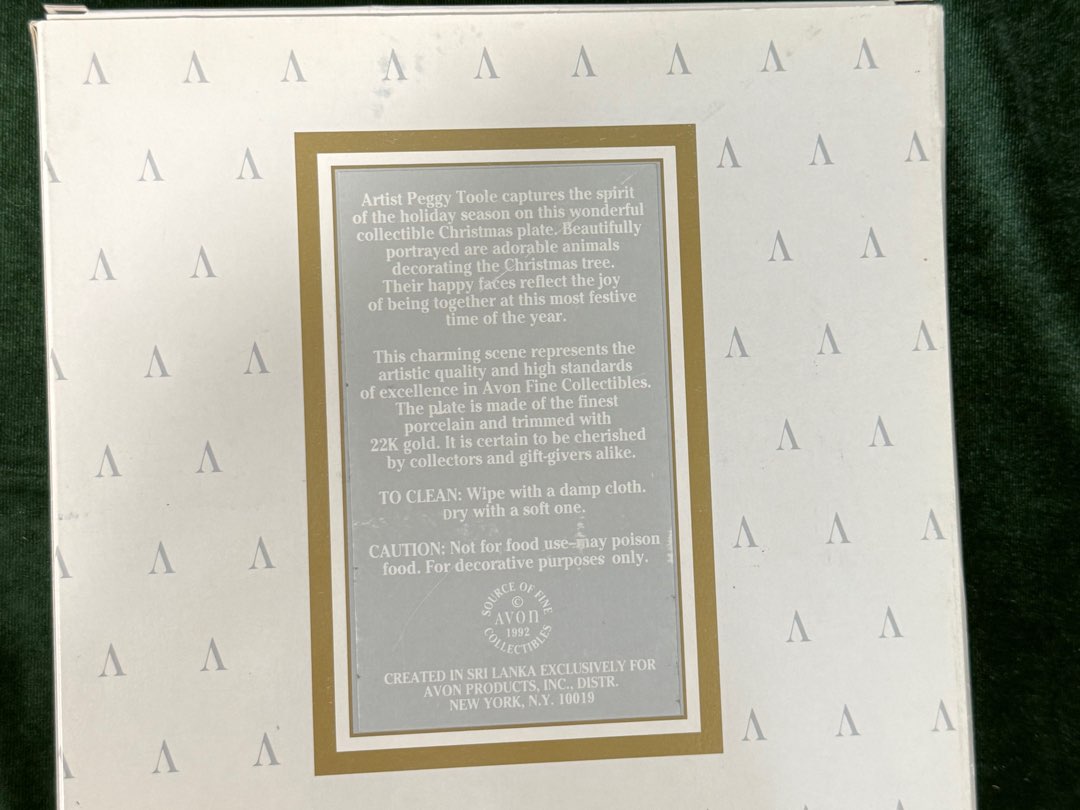 Artist Peggy Toole captures the spirit
of the holiday season on this wonderful
collectible Christmas plate. Beautifully
portrayed are adorable animals
decorating the Christmas tree.
Their happy faces reflect the joy
of being together at this most festive
time of the year.
This charming scene represents the
artistic quality and high standards
of excellence in Avon Fine Collectibles.
The plate is made of the finest
porcelain and trimmed with
22K gold. It is certain to be cherished
by collectors and gift-givers alike.
TO CLEAN: Wipe with a damp cloth.
Dry with a soft one.
CAUTION: Not for food use–may poison
food. For decorative purposes only.
SOURCE OF FINE
©
AVON
1992
COLLECTIBLES
CREATED IN SRI LANKA EXCLUSIVELY FOR
AVON PRODUCTS, INC., DISTR.
NEW YORK, N.Y. 10019